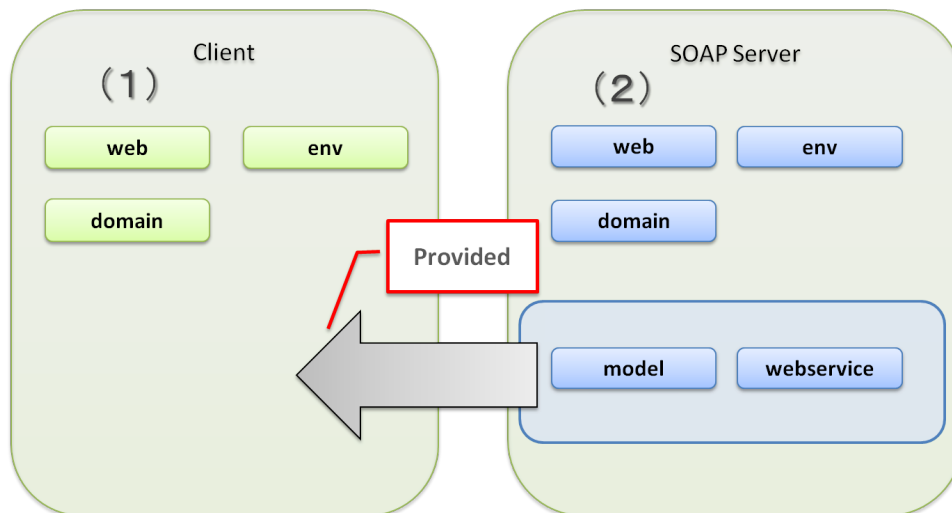 Client
(1)
web
env
domain
SOAP Server
(2)
web
env
domain
Provided
model
webservice